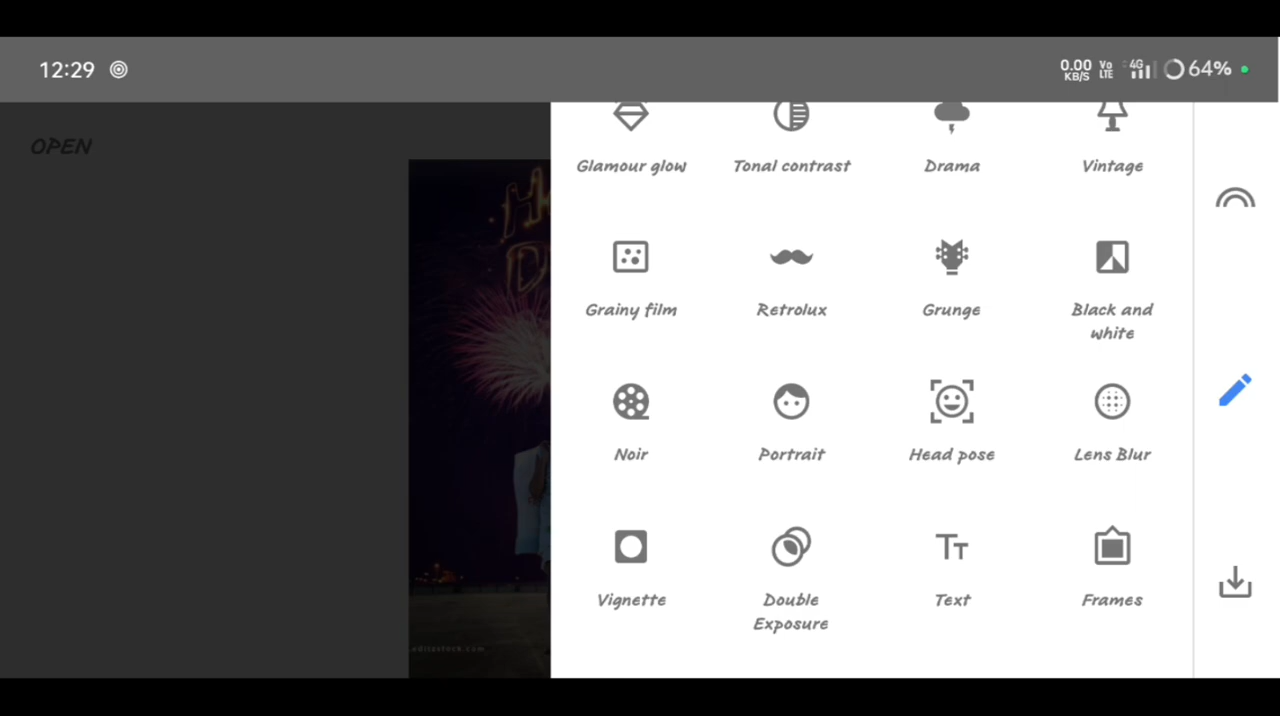 12:29
0.00 KB/S Vo LTE 4G 64%
OPEN
Glamour glow Tonal contrast Drama Vintage
Grainy film Retrolux Grunge Black and
white
Noir Portrait Head pose Lens Blur
Vignette Double Text Frames
Exposure